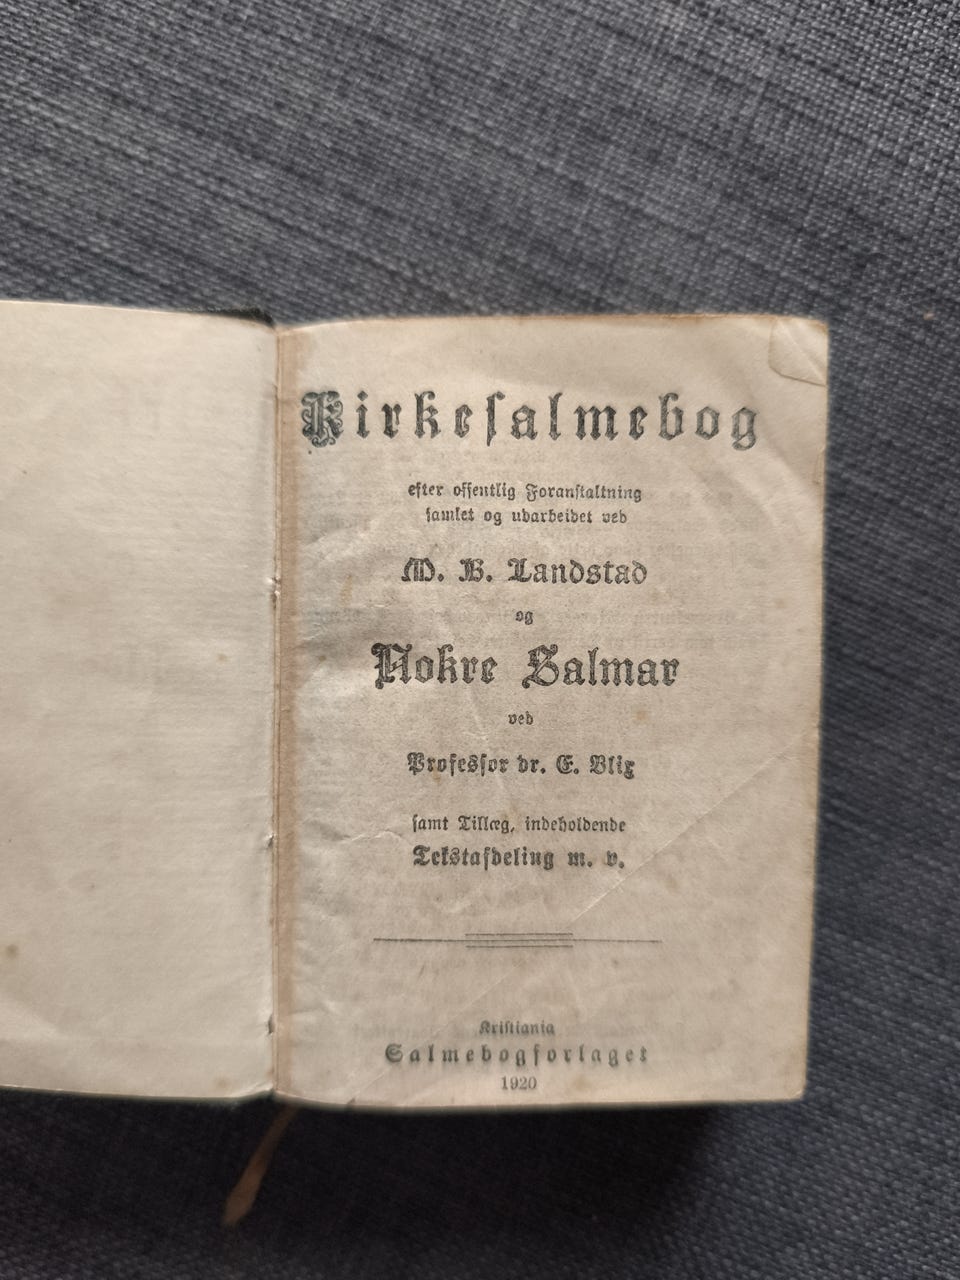 Kirkesalmebog
efter offentlig Foranstaltning
samlet og udarbeidet ved
M. B. Landstad
og
Nokre Salmar
ved
Professor dr. E. Blix
samt Tillæg, indeholdende
Tekstafdeling m. v.
Kristiania
Salmebogforlaget
1920